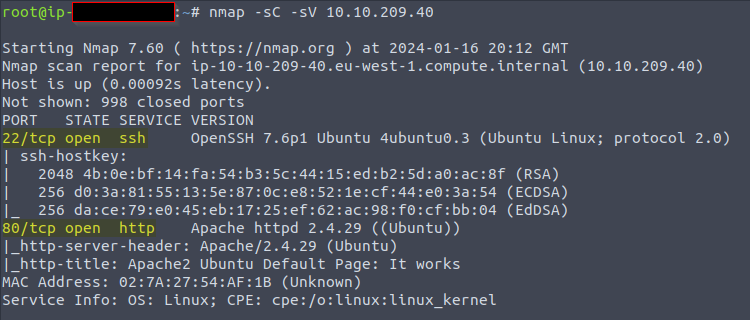 root@ip-:~# nmap -sC -sV 10.10.209.40
Starting Nmap 7.60 ( https://nmap.org ) at 2024-01-16 20:12 GMT
Nmap scan report for ip-10-10-209-40.eu-west-1.compute.internal (10.10.209.40)
Host is up (0.00092s latency).
Not shown: 998 closed ports
PORT   STATE SERVICE VERSION
22/tcp open  ssh     OpenSSH 7.6p1 Ubuntu 4ubuntu0.3 (Ubuntu Linux; protocol 2.0)
| ssh-hostkey:
|   2048 4b:0e:bf:14:fa:54:b3:5c:44:15:ed:b2:5d:a0:ac:8f (RSA)
|   256 d0:3a:81:55:13:5e:87:0c:e8:52:1e:cf:44:e0:3a:54 (ECDSA)
|_  256 da:ce:79:e0:45:eb:17:25:ef:62:ac:98:f0:cf:bb:04 (EdDSA)
80/tcp open  http    Apache httpd 2.4.29 ((Ubuntu))
|_http-server-header: Apache/2.4.29 (Ubuntu)
|_http-title: Apache2 Ubuntu Default Page: It works
MAC Address: 02:7A:27:54:AF:1B (Unknown)
Service Info: OS: Linux; CPE: cpe:/o:linux:linux_kernel